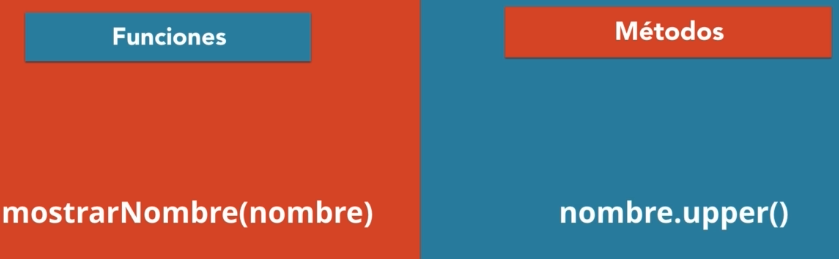 Funciones
mostrarNombre(nombre)
Métodos
nombre.upper()